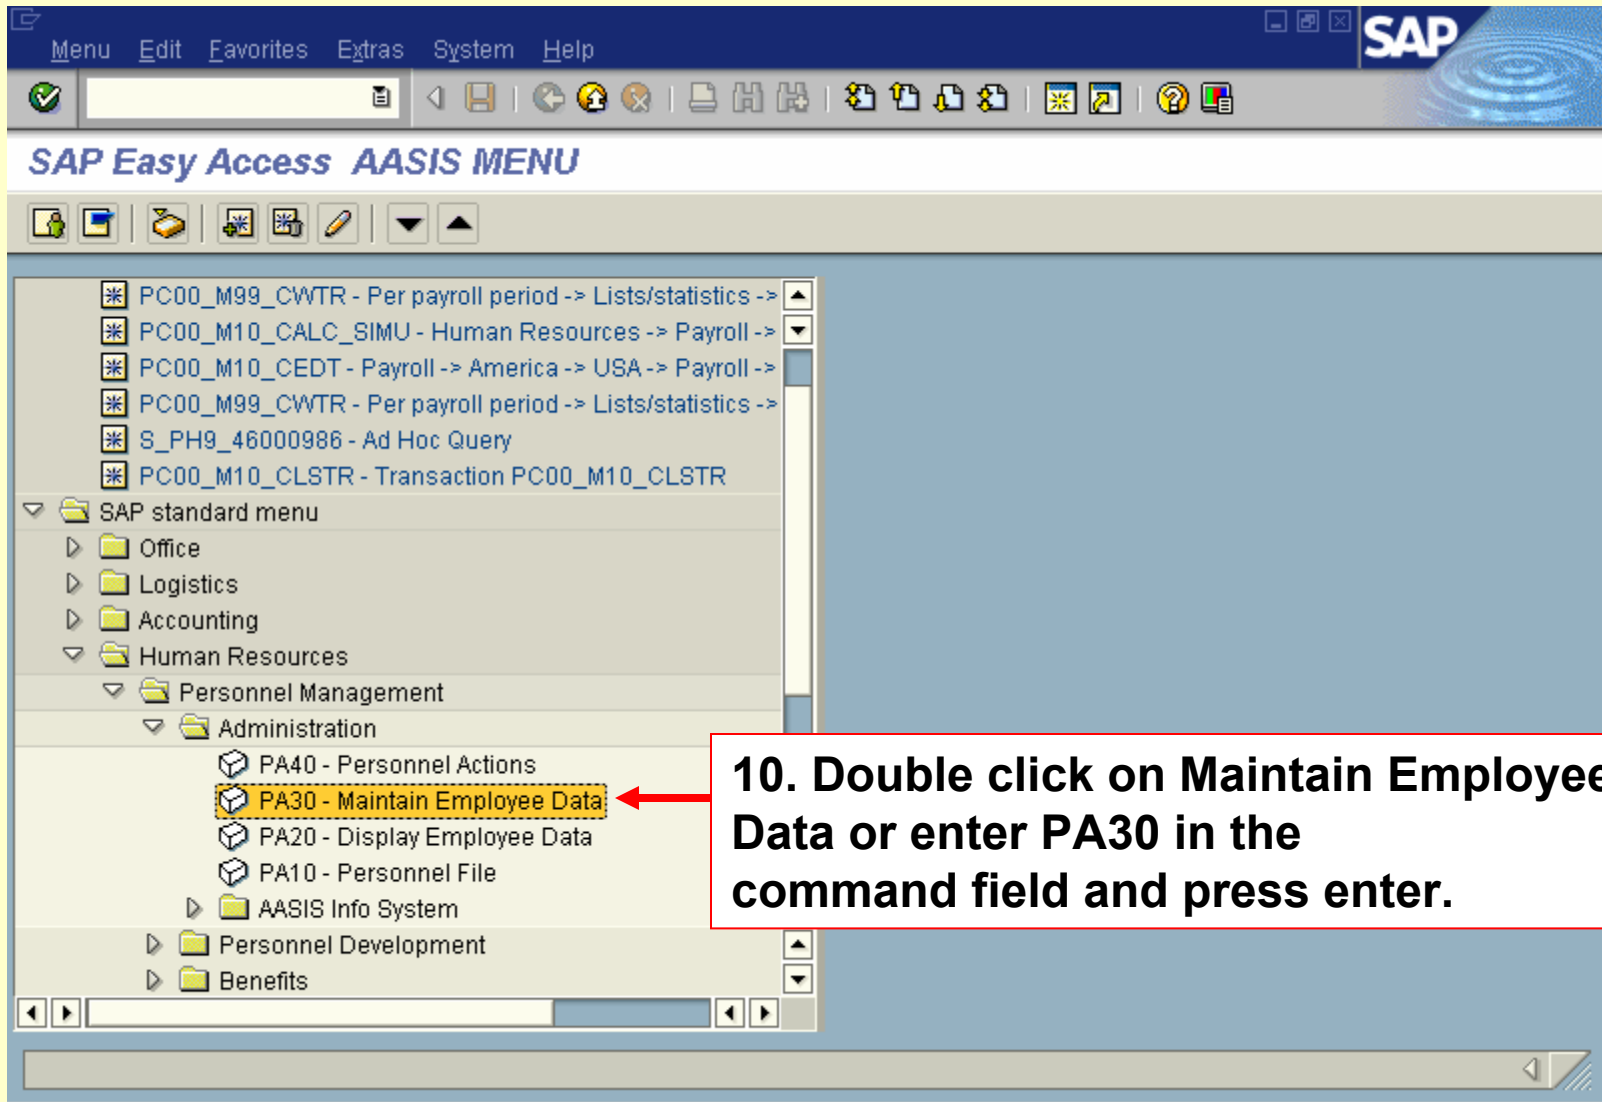 Menu Edit Favorites Extras System Help
SAP
SAP Easy Access AASIS MENU
PC00_M99_CWTR - Per payroll period -> Lists/statistics ->
PC00_M10_CALC_SIMU - Human Resources -> Payroll ->
PC00_M10_CEDT - Payroll -> America -> USA -> Payroll ->
PC00_M99_CWTR - Per payroll period -> Lists/statistics ->
S_PH9_46000986 - Ad Hoc Query
PC00_M10_CLSTR - Transaction PC00_M10_CLSTR
SAP standard menu
Office
Logistics
Accounting
Human Resources
Personnel Management
Administration
PA40 - Personnel Actions
PA30 - Maintain Employee Data
PA20 - Display Employee Data
PA10 - Personnel File
AASIS Info System
Personnel Development
Benefits
10. Double click on Maintain Employee
Data or enter PA30 in the
command field and press enter.